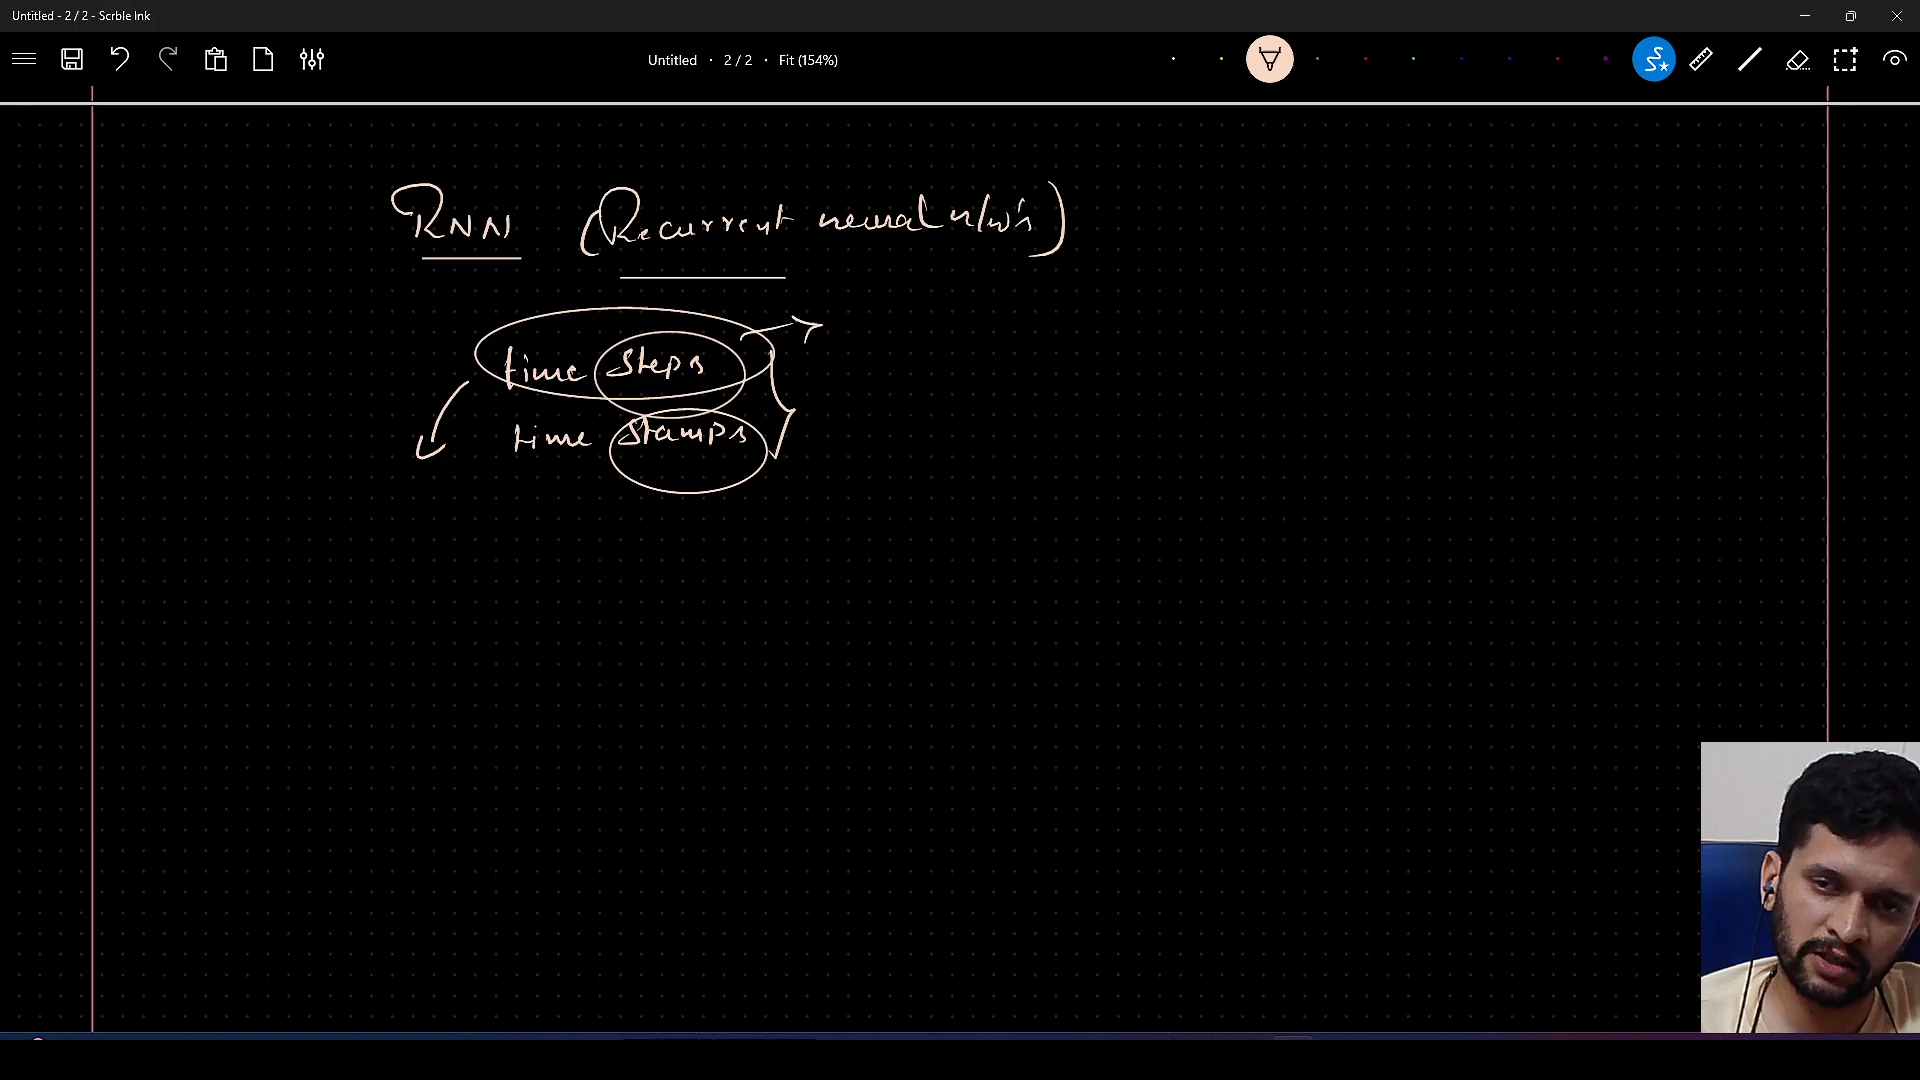 Untitled - 2 / 2 - Scrble Ink
Untitled · 2 / 2 · Fit (154%)
RNN (Recurrent neural n/w's)
time steps
time stamps